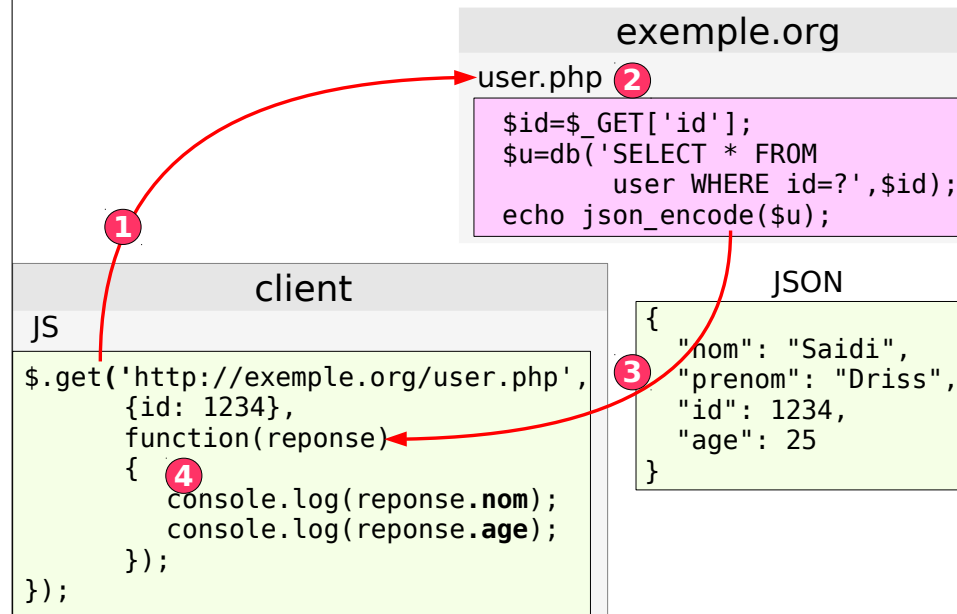 exemple.org
user.php 2
$id=$_GET['id'];
$u=db('SELECT * FROM
user WHERE id=?',$id);
echo json_encode($u);
1
client
JS
$.get('http://exemple.org/user.php',
{id: 1234},
function(reponse)
{
4
console.log(reponse.nom);
console.log(reponse.age);
});
});
JSON
{
"nom": "Saidi",
3
"prenom": "Driss",
"id": 1234,
"age": 25
}